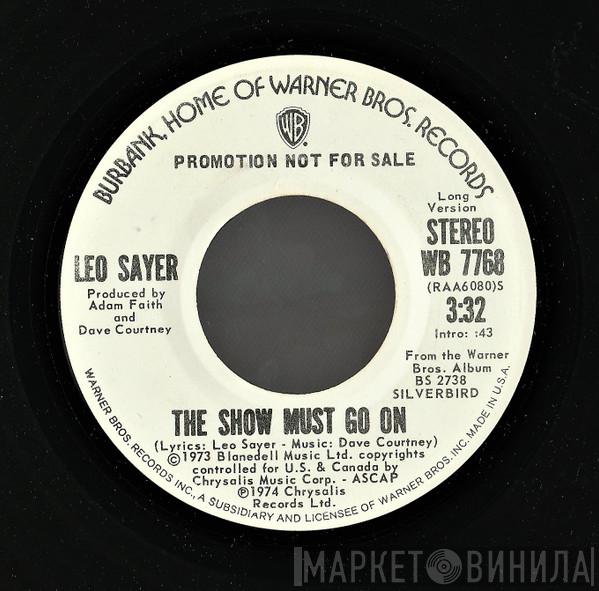 BURBANK, HOME OF WARNER BROS. RECORDS
WB
PROMOTION NOT FOR SALE
Long
Version
STEREO
WB 7768
(RAA6080)S
3:32
Intro: :43
LEO SAYER
Produced by
Adam Faith
and
Dave Courtney
From the Warner
Bros. Album
BS 2738
SILVERBIRD
THE SHOW MUST GO ON
(Lyrics: Leo Sayer - Music: Dave Courtney)
©1973 Blanedell Music Ltd. copyrights
controlled for U.S. & Canada by
Chrysalis Music Corp. - ASCAP
℗1974 Chrysalis
Records Ltd.
WARNER BROS. RECORDS INC., A SUBSIDIARY AND LICENSEE OF WARNER BROS. INC. MADE IN U.S.A.
МАРКЕТ ВИНИЛА